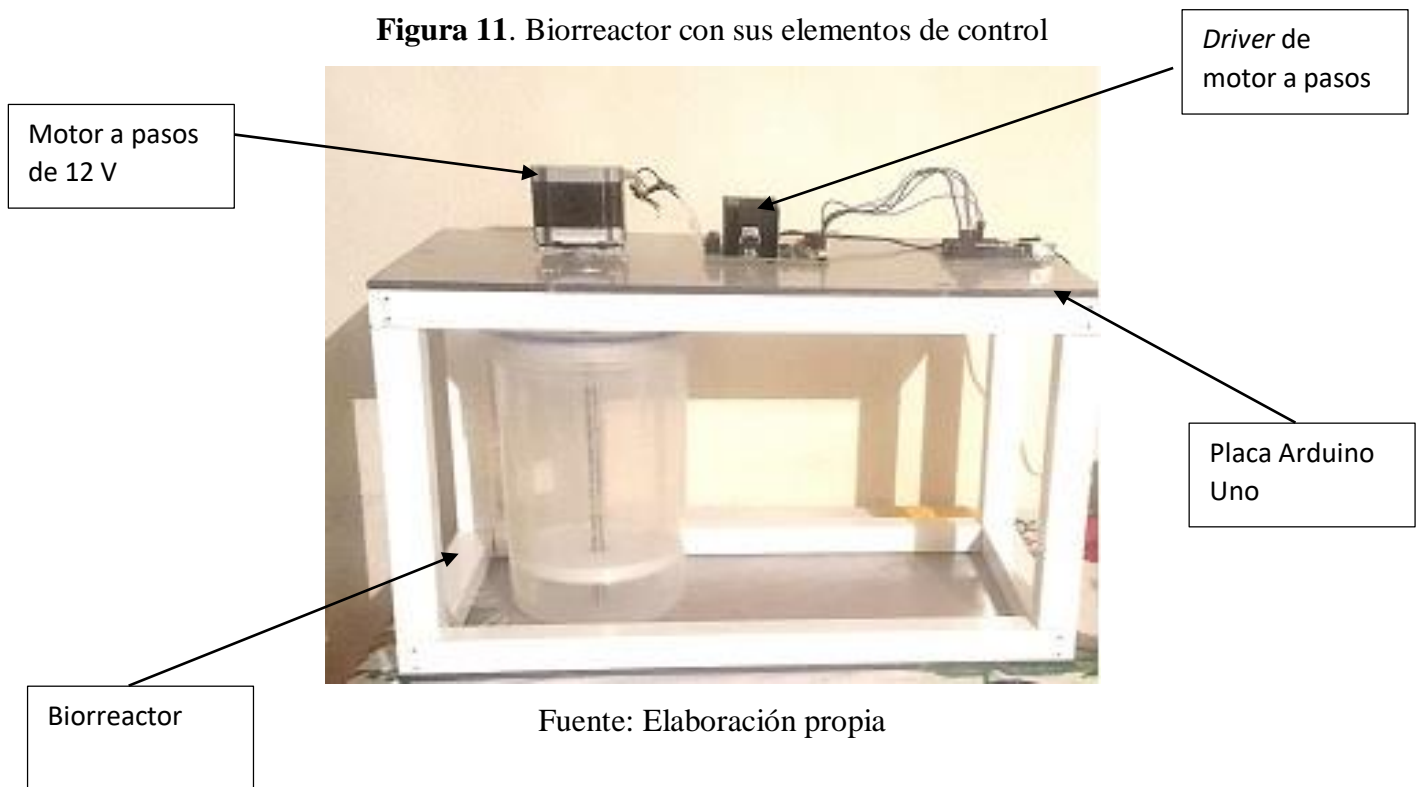 Figura 11. Biorreactor con sus elementos de control
Driver de
motor a pasos
Motor a pasos
de 12 V
Placa Arduino
Uno
Biorreactor
Fuente: Elaboración propia